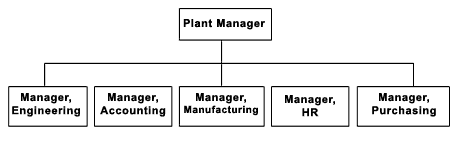 Plant Manager
Manager,
Engineering
Manager,
Accounting
Manager,
Manufacturing
Manager,
HR
Manager,
Purchasing